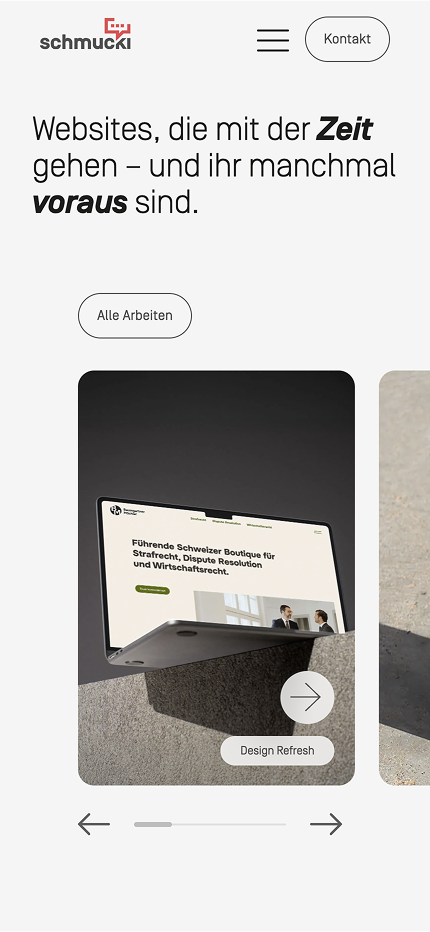 schmucki
Kontakt
Websites, die mit der Zeit
gehen – und ihr manchmal
voraus sind.
Alle Arbeiten
Führende Schweizer Boutique für
Strafrecht, Dispute Resolution
und Wirtschaftsrecht.
Design Refresh